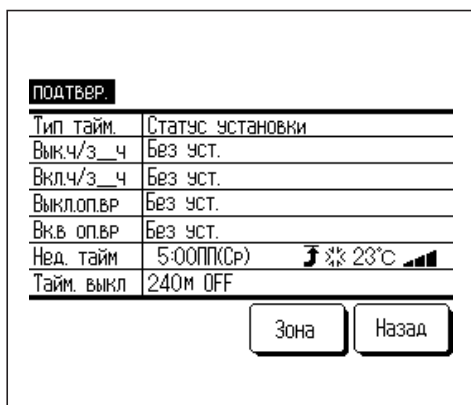 ПОДТВЕР.
Тип тайм. Статус установки
Вык.ч/з__ч Без уст.
Вкл.ч/з__ч Без уст.
Выкл.оп.вр Без уст.
Вк.в оп.вр Без уст.
Нед. тайм 5:00ПП(Ср) 23°C
Тайм. выкл 240м OFF
Зона Назад